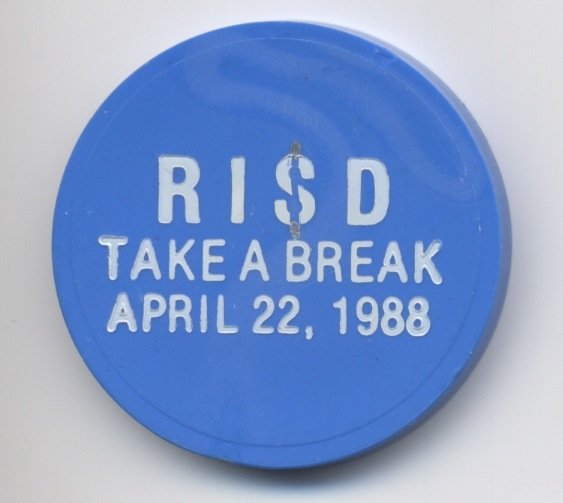 RI$D
TAKE A BREAK
APRIL 22, 1988